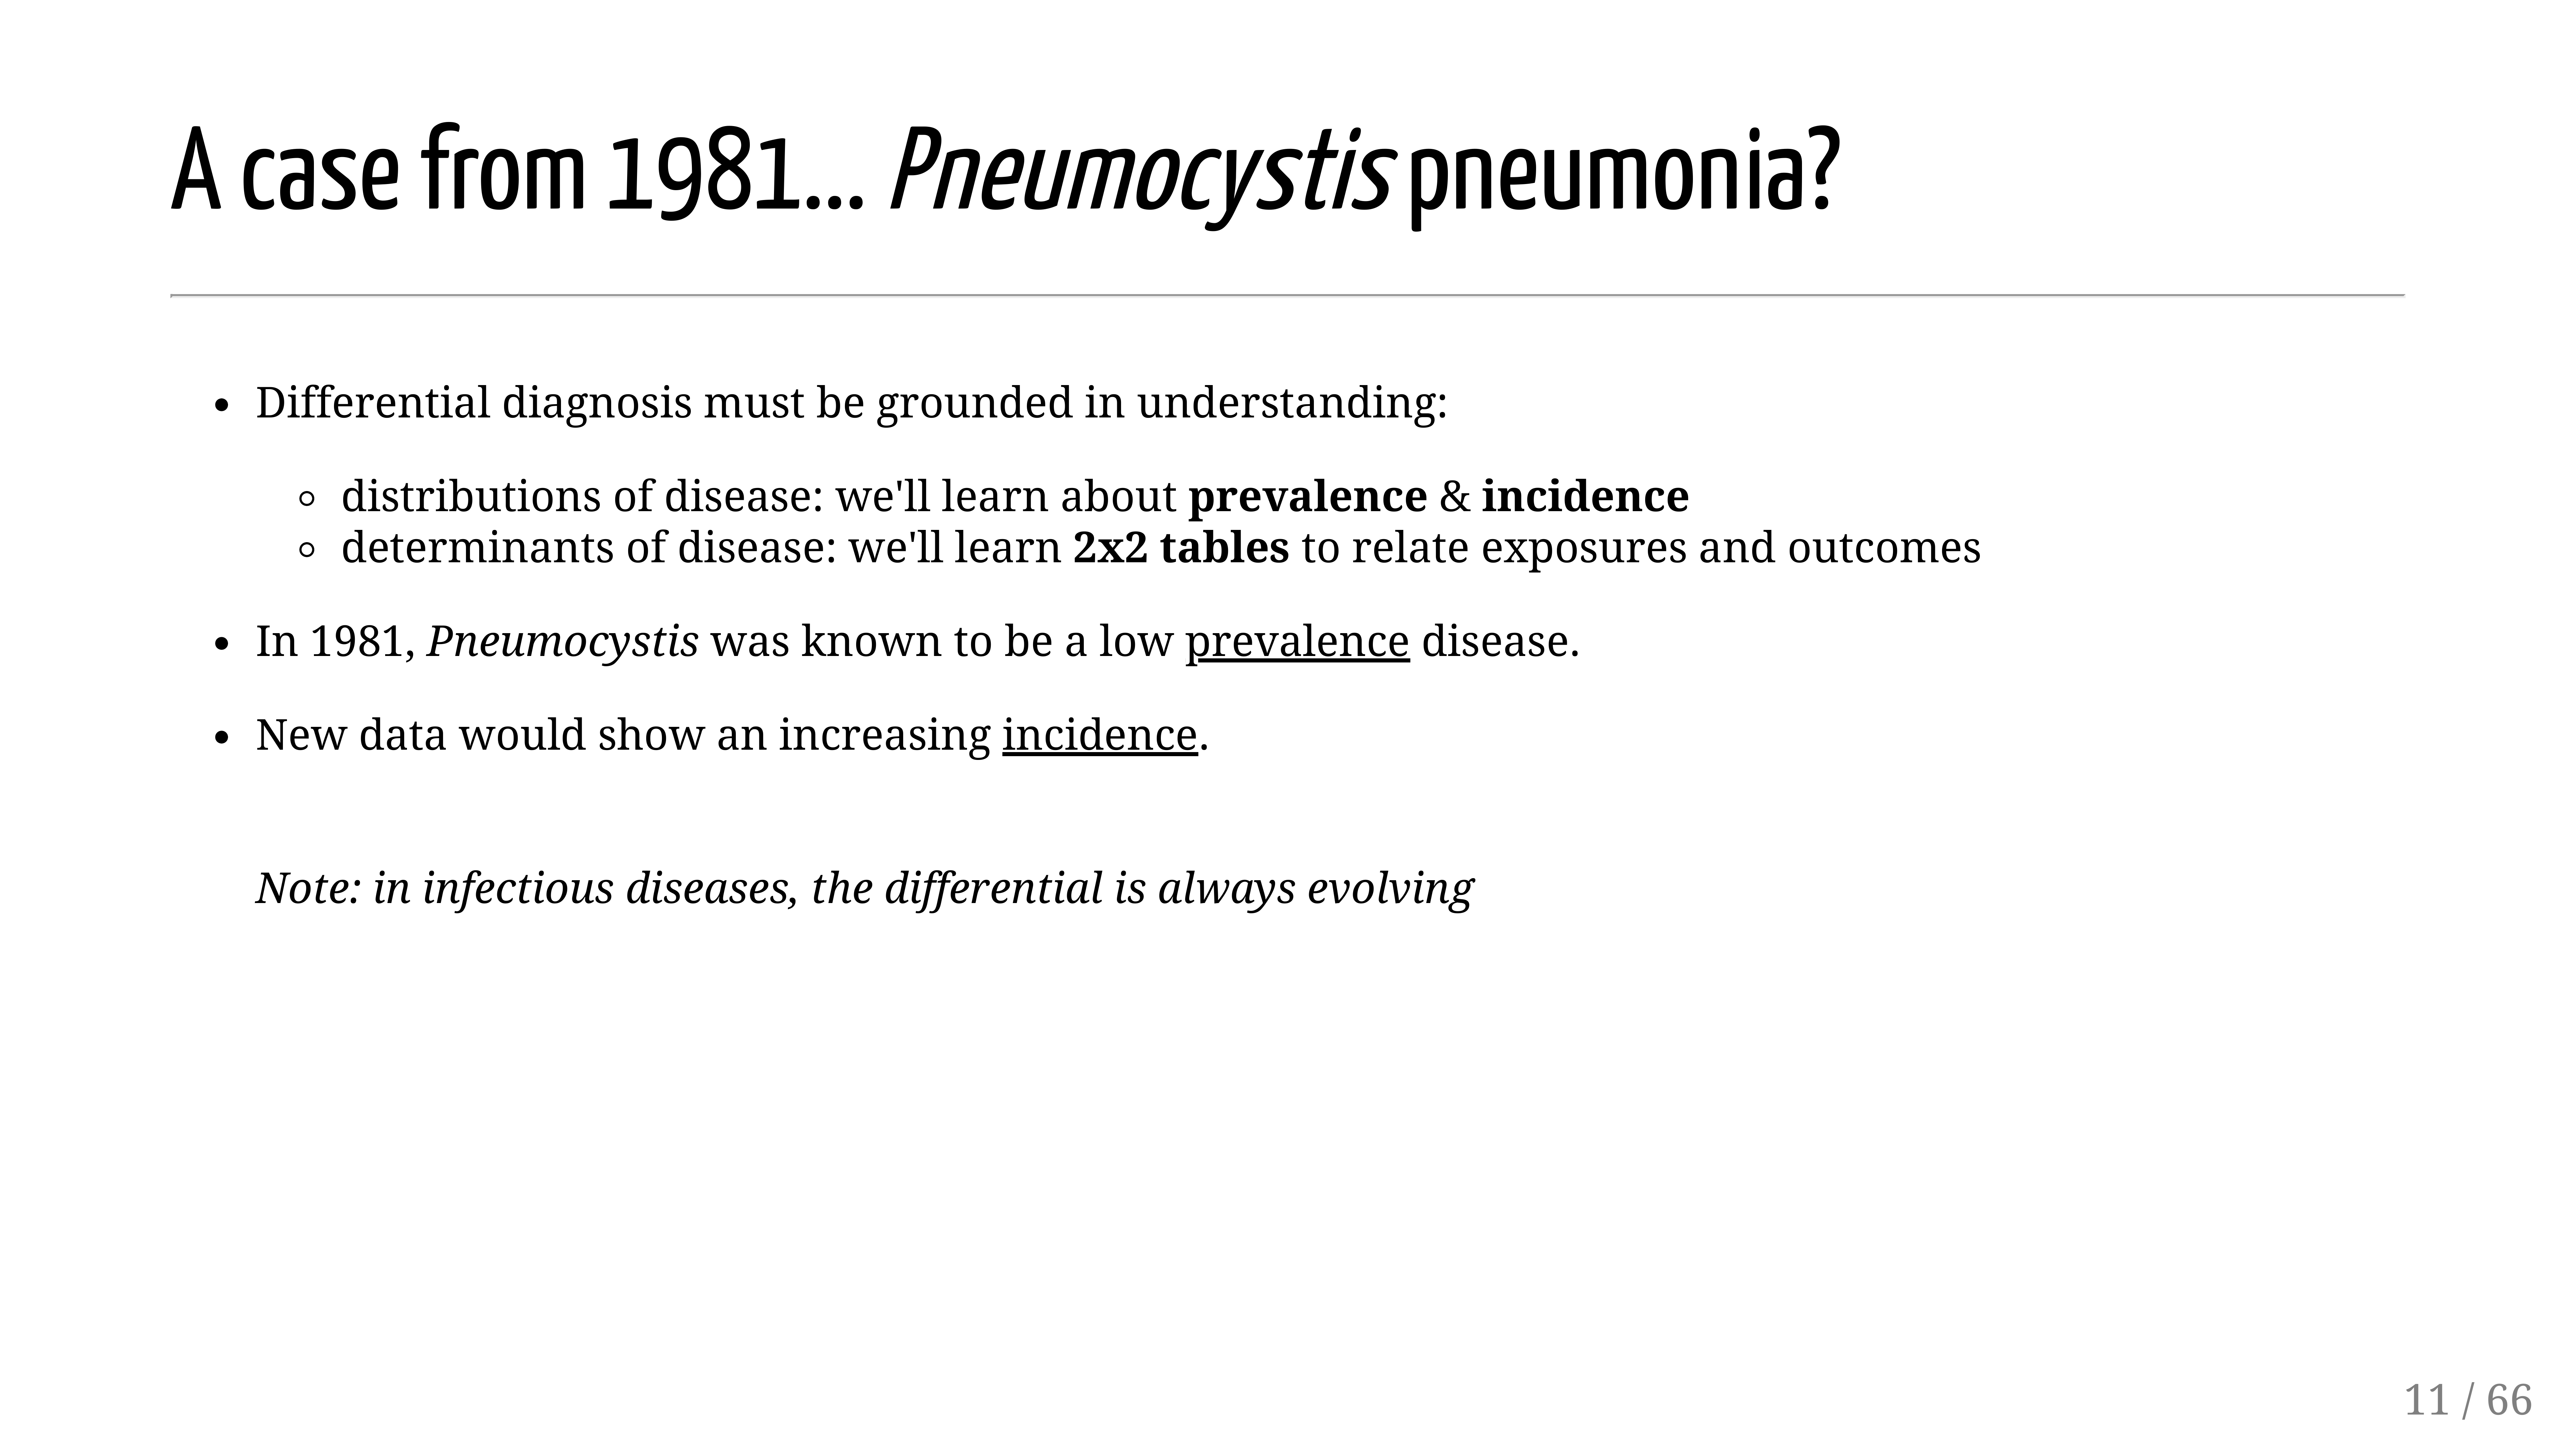 A case from 1981... Pneumocystis pneumonia?
• Differential diagnosis must be grounded in understanding:
◦ distributions of disease: we'll learn about prevalence & incidence
◦ determinants of disease: we'll learn 2x2 tables to relate exposures and outcomes
• In 1981, Pneumocystis was known to be a low prevalence disease.
• New data would show an increasing incidence.
Note: in infectious diseases, the differential is always evolving
11 / 66